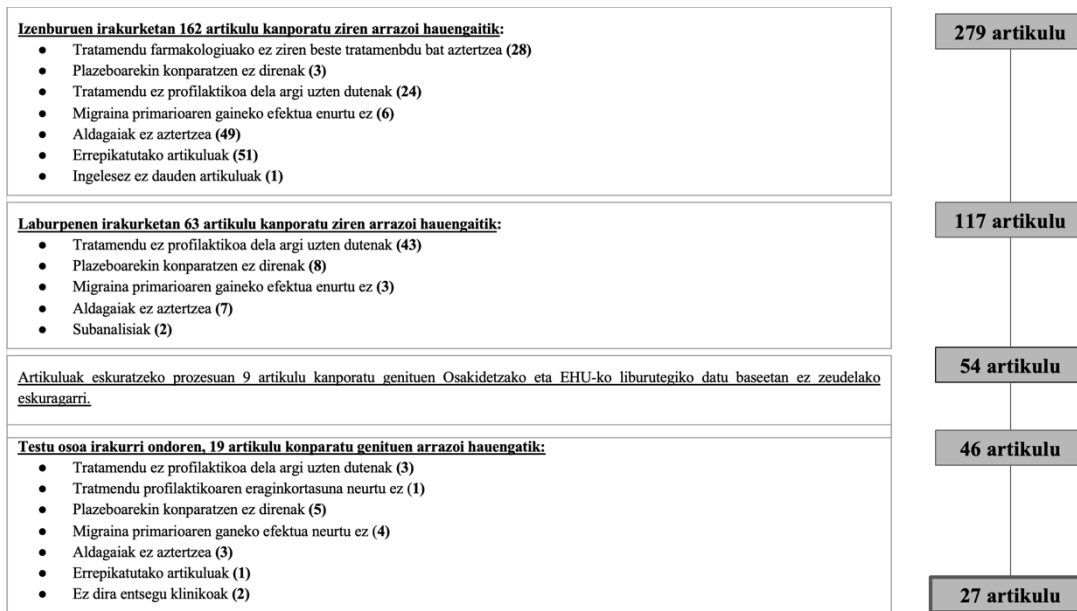 Izenburuen irakurketan 162 artikulu kanporatu ziren arrazoi hauengaitik:
● Tratamendu farmakologiuako ez ziren beste tratamenbdu bat aztertzea (28)
● Plazeboarekin konparatzen ez direnak (3)
● Tratamendu ez profilaktikoa dela argi uzten dutenak (24)
● Migraina primarioaren gaineko efektua enurtu ez (6)
● Aldagaiak ez aztertzea (49)
● Errepikatutako artikuluak (51)
● Ingelesez ez dauden artikuluak (1)
279 artikulu
Laburpenen irakurketan 63 artikulu kanporatu ziren arrazoi hauengaitik:
● Tratamendu ez profilaktikoa dela argi uzten dutenak (43)
● Plazeboarekin konparatzen ez direnak (8)
● Migraina primarioaren gaineko efektua enurtu ez (3)
● Aldagaiak ez aztertzea (7)
● Subanalisiak (2)
117 artikulu
Artikuluak eskuratzeko prozesuan 9 artikulu kanporatu genituen Osakidetzako eta EHU-ko liburutegiko datu baseetan ez zeudelako
eskuragarri.
54 artikulu
Testu osoa irakurri ondoren, 19 artikulu konparatu genituen arrazoi hauengatik:
● Tratamendu ez profilaktikoa dela argi uzten dutenak (3)
● Tratmendu profilaktikoaren eraginkortasuna neurtu ez (1)
● Plazeboarekin konparatzen ez direnak (5)
● Migraina primarioaren ganeko efektua neurtu ez (4)
● Aldagaiak ez aztertzea (3)
● Errepikatutako artikuluak (1)
● Ez dira entsegu klinikoak (2)
46 artikulu
27 artikulu